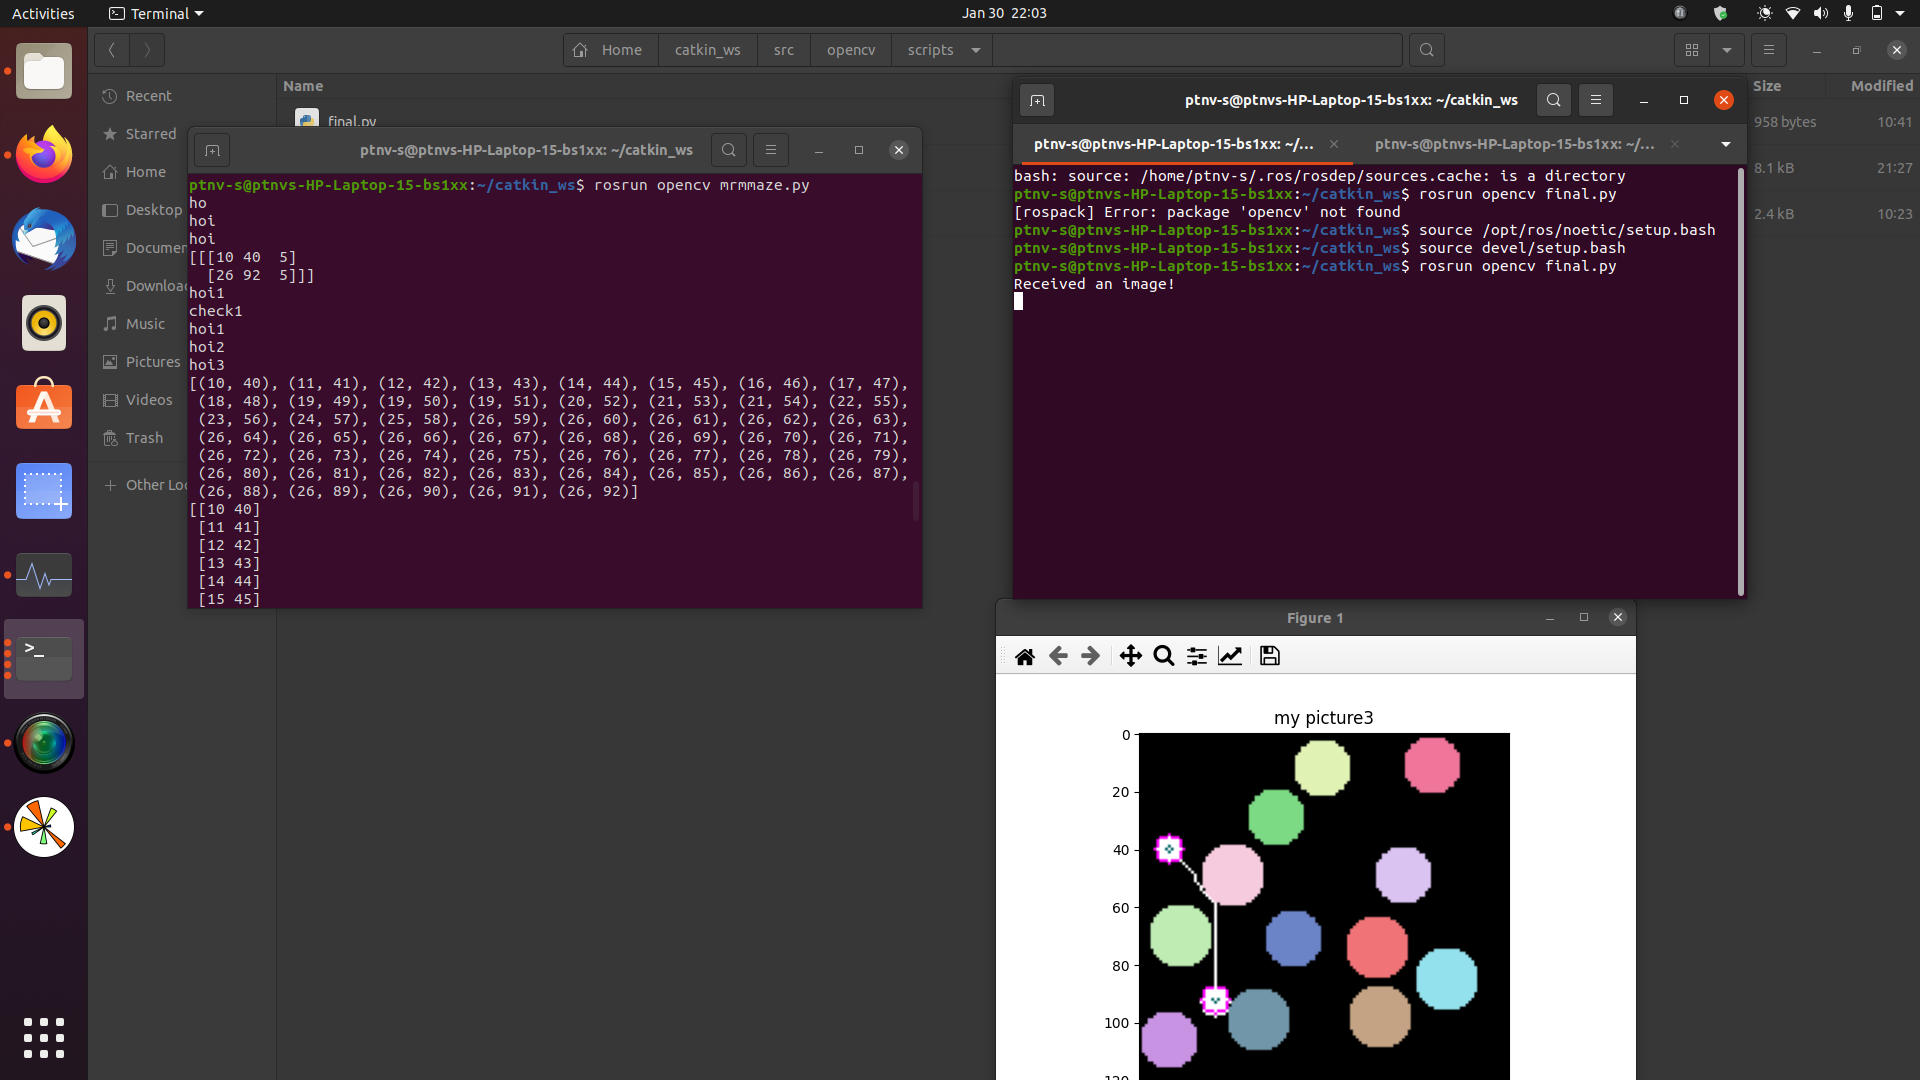 Activities
Terminal
Jan 30 22:03
Home
catkin_ws
src
opencv
scripts
Recent
Starred
Home
Desktop
Documen
Downloa
Music
Pictures
Videos
Trash
Other Loc
Name
Size
Modified
final.py
958 bytes
10:41
8.1 kB
21:27
2.4 kB
10:23
ptnv-s@ptnvs-HP-Laptop-15-bs1xx: ~/catkin_ws
ptnv-s@ptnvs-HP-Laptop-15-bs1xx:~/catkin_ws$ rosrun opencv mrmmaze.py
ho
hoi
hoi
[[[10 40  5]
  [26 92  5]]]
hoi1
check1
hoi1
hoi2
hoi3
[(10, 40), (11, 41), (12, 42), (13, 43), (14, 44), (15, 45), (16, 46), (17, 47),
 (18, 48), (19, 49), (19, 50), (19, 51), (20, 52), (21, 53), (21, 54), (22, 55),
 (23, 56), (24, 57), (25, 58), (26, 59), (26, 60), (26, 61), (26, 62), (26, 63),
 (26, 64), (26, 65), (26, 66), (26, 67), (26, 68), (26, 69), (26, 70), (26, 71),
 (26, 72), (26, 73), (26, 74), (26, 75), (26, 76), (26, 77), (26, 78), (26, 79),
 (26, 80), (26, 81), (26, 82), (26, 83), (26, 84), (26, 85), (26, 86), (26, 87),
 (26, 88), (26, 89), (26, 90), (26, 91), (26, 92)]
[[10 40]
 [11 41]
 [12 42]
 [13 43]
 [14 44]
 [15 45]
ptnv-s@ptnvs-HP-Laptop-15-bs1xx: ~/catkin_ws
ptnv-s@ptnvs-HP-Laptop-15-bs1xx: ~/...
ptnv-s@ptnvs-HP-Laptop-15-bs1xx: ~/...
bash: source: /home/ptnv-s/.ros/rosdep/sources.cache: is a directory
ptnv-s@ptnvs-HP-Laptop-15-bs1xx:~/catkin_ws$ rosrun opencv final.py
[rospack] Error: package 'opencv' not found
ptnv-s@ptnvs-HP-Laptop-15-bs1xx:~/catkin_ws$ source /opt/ros/noetic/setup.bash
ptnv-s@ptnvs-HP-Laptop-15-bs1xx:~/catkin_ws$ source devel/setup.bash
ptnv-s@ptnvs-HP-Laptop-15-bs1xx:~/catkin_ws$ rosrun opencv final.py
Received an image!
Figure 1
my picture3
0
20
40
60
80
100
120